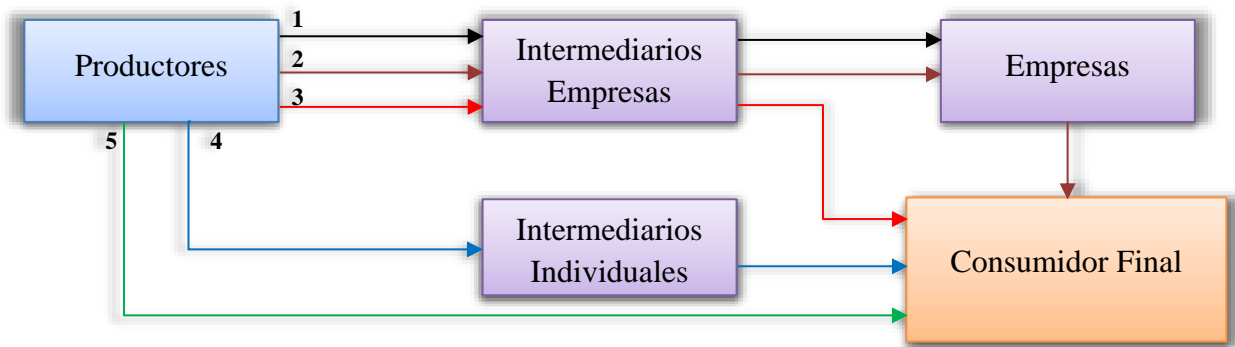 1
Productores
2
3
Intermediarios
Empresas
Empresas
5
4
Intermediarios
Individuales
Consumidor Final